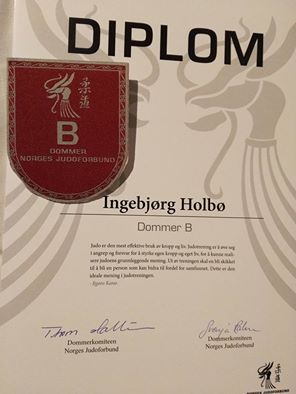 DIPLOM
柔道
B
DOMMER
NORGES JUDOFORBUND
Ingebjørg Holbø
Dommer B
Judo er den mest effektive bruk av kropp og liv. Judotrening er å øve seg
i angrep og forsvar for å styrke egen kropp og eget liv, for å kunne reali-
sere judoens grunnleggende mening. Ut av treningen skal en bli skikket
til å bli en person som kan bidra til fordel for samfunnet. Dette er den
ideale mening i judotreningen.
- Jigoro Kano
Dommerkomiteen
Norges Judoforbund
Dommerkomiteen
Norges Judoforbund